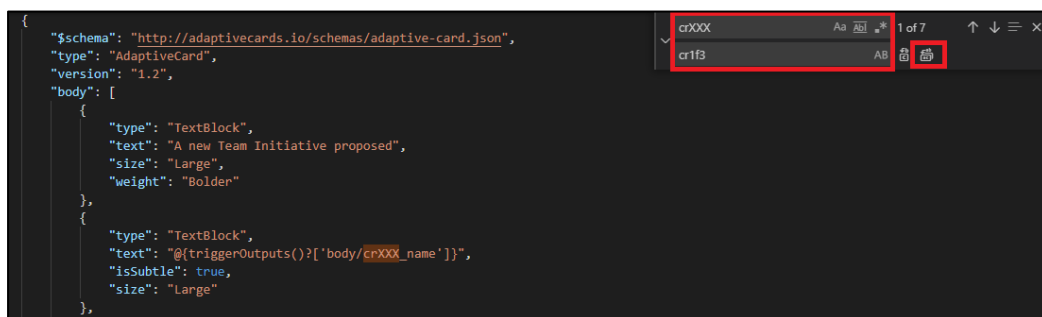 {
"$schema": "http://adaptivecards.io/schemas/adaptive-card.json",
"type": "AdaptiveCard",
"version": "1.2",
"body": [
{
"type": "TextBlock",
"text": "A new Team Initiative proposed",
"size": "Large",
"weight": "Bolder"
},
{
"type": "TextBlock",
"text": "@{triggerOutputs()?['body/crXXX_name']}",
"isSubtle": true,
"size": "Large"
},
crXXX Aa Abl .* 1 of 7
cr1f3 AB